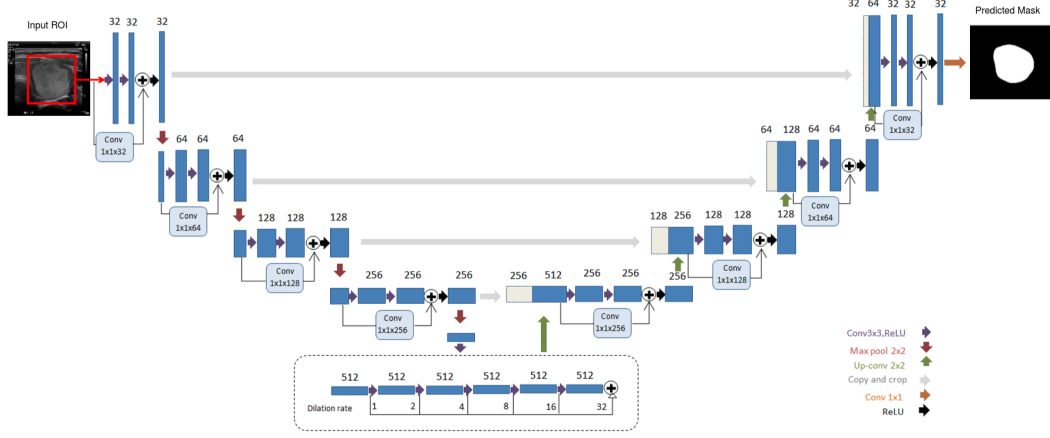 Input ROI
32 32 32
32 64 32 32 32
Predicted Mask
Conv
1x1x32
Conv
1x1x32
64 64 64
64 128 64 64 64
Conv
1x1x64
Conv
1x1x64
128 128 128
128 256 128 128 128
Conv
1x1x128
Conv
1x1x128
256 256 256
256 512 256 256 256
Conv
1x1x256
Conv
1x1x256
512 512 512 512 512 512
Dilation rate 1 2 4 8 16 32
Conv3x3,ReLU
Max pool 2x2
Up-conv 2x2
Copy and crop
Conv 1x1
ReLU